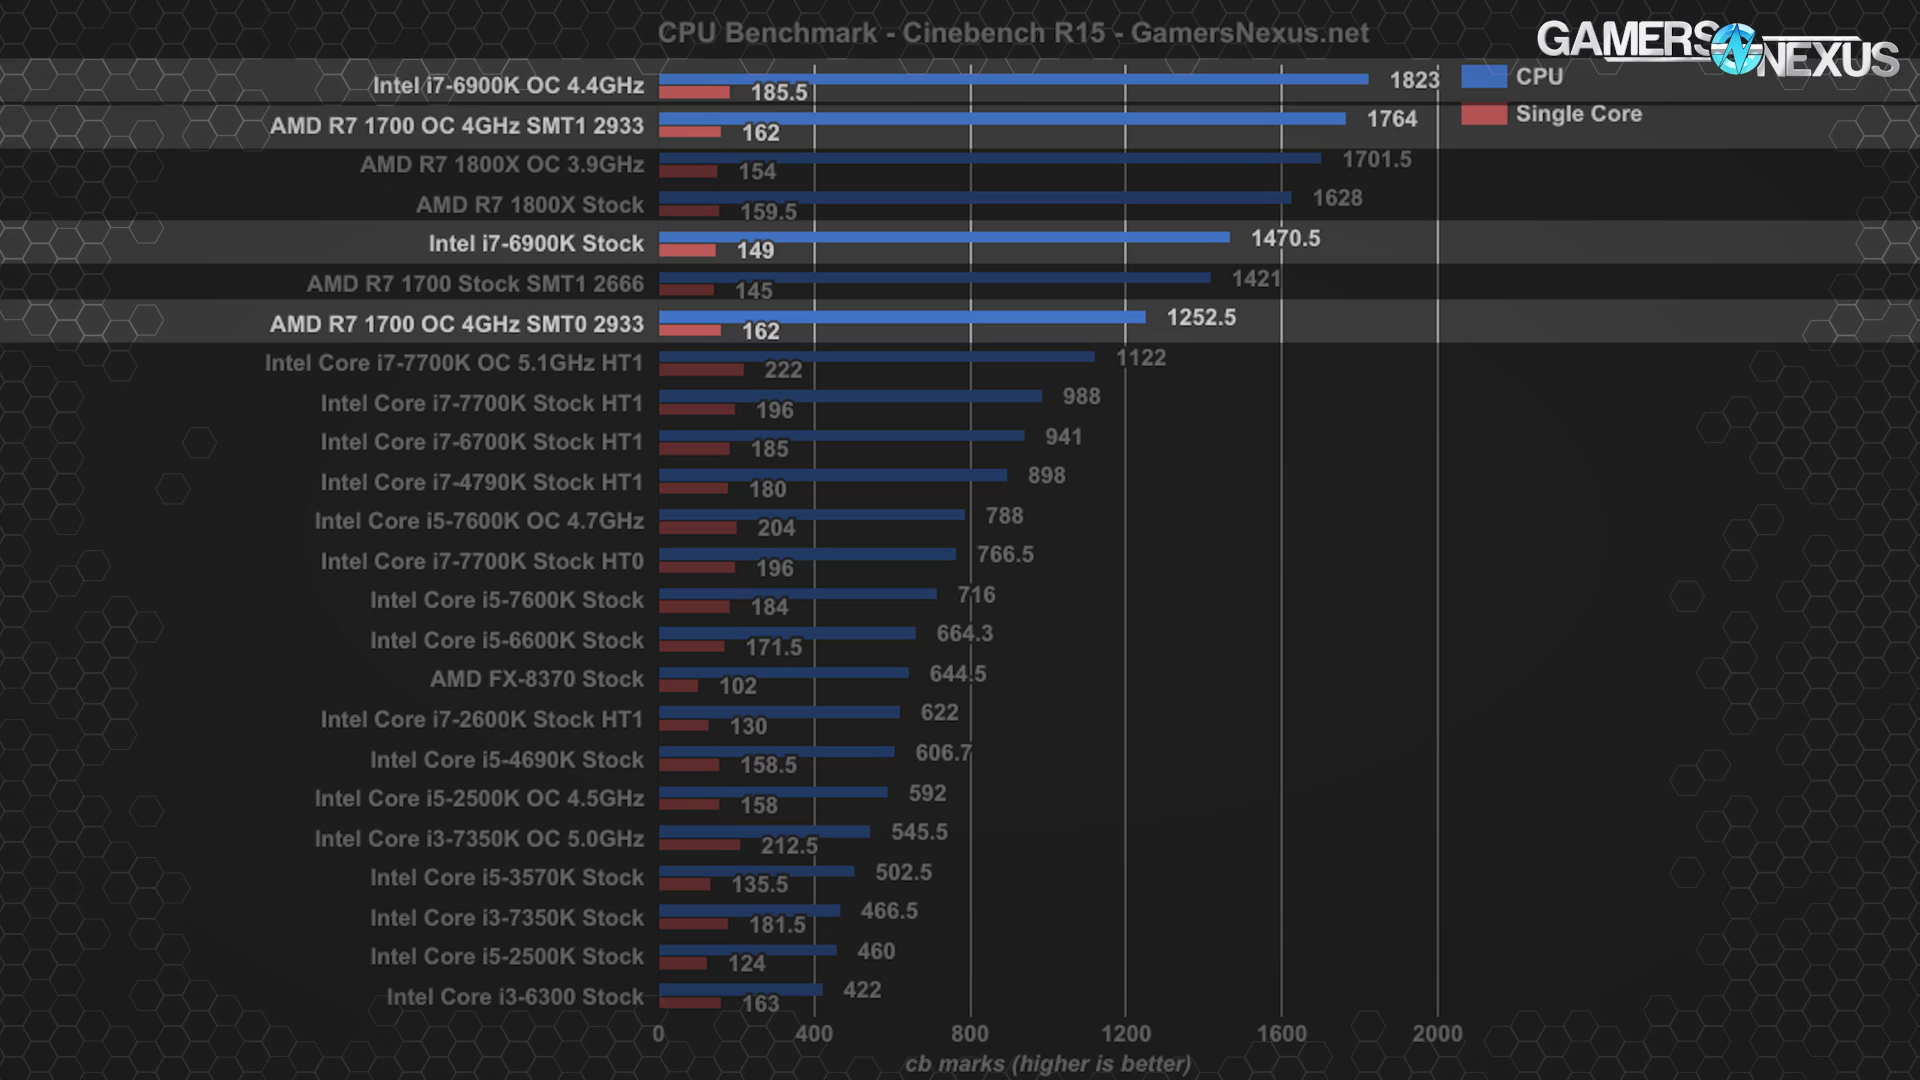 CPU Benchmark - Cinebench R15 - GamersNexus.net
GAMERS NEXUS
CPU
Single Core
Intel i7-6900K OC 4.4GHz 1823 185.5
AMD R7 1700 OC 4GHz SMT1 2933 1764 162
AMD R7 1800X OC 3.9GHz 1701.5 154
AMD R7 1800X Stock 1628 159.5
Intel i7-6900K Stock 1470.5 149
AMD R7 1700 Stock SMT1 2666 1421 145
AMD R7 1700 OC 4GHz SMT0 2933 1252.5 162
Intel Core i7-7700K OC 5.1GHz HT1 1122 222
Intel Core i7-7700K Stock HT1 988 196
Intel Core i7-6700K Stock HT1 941 185
Intel Core i7-4790K Stock HT1 898 180
Intel Core i5-7600K OC 4.7GHz 788 204
Intel Core i7-7700K Stock HT0 766.5 196
Intel Core i5-7600K Stock 716 184
Intel Core i5-6600K Stock 664.3 171.5
AMD FX-8370 Stock 644.5 102
Intel Core i7-2600K Stock HT1 622 130
Intel Core i5-4690K Stock 606.7 158.5
Intel Core i5-2500K OC 4.5GHz 592 158
Intel Core i3-7350K OC 5.0GHz 545.5 212.5
Intel Core i5-3570K Stock 502.5 135.5
Intel Core i3-7350K Stock 466.5 181.5
Intel Core i5-2500K Stock 460 124
Intel Core i3-6300 Stock 422 163
0 400 800 1200 1600 2000
cb marks (higher is better)